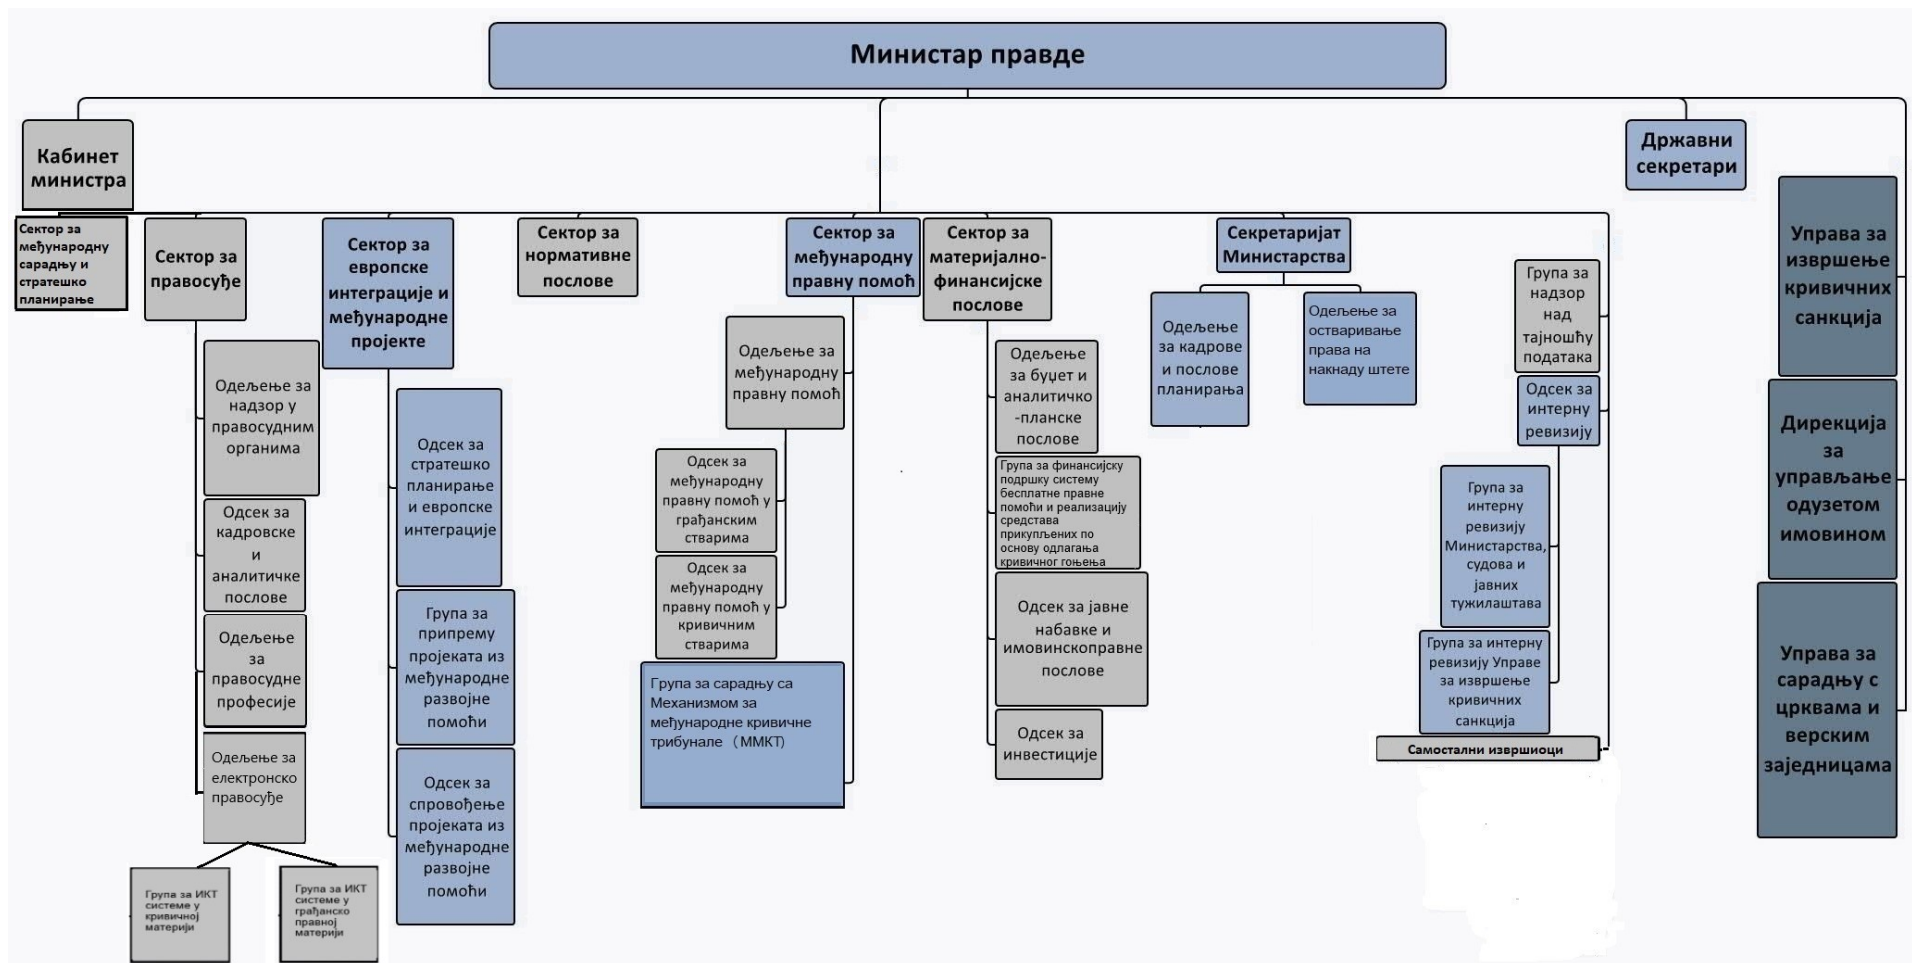 Министар правде
Кабинет
министра
Државни
секретари
Сектор за
међународну
сарадњу и
стратешко
планирање
Сектор за
правосуђе
Сектор за
европске
интеграције и
међународне
пројекте
Сектор за
нормативне
послове
Сектор за
међународну
правну помоћ
Сектор за
материјално-
финансијске
послове
Секретаријат
Министарства
Група за
надзор
над
тајношћу
података
Управа за
извршење
кривичних
санкција
Одељење за
надзор у
правосудним
органима
Одсек за
кадровске
и
аналитичке
послове
Одељење
за
правосудне
професије
Одељење за
електронско
правосуђе
Група за ИКТ
системе у
кривичној
материји
Група за ИКТ
системе у
грађанско
правној
материји
Одсек за
стратешко
планирање
и европске
интеграције
Група за
припрему
пројеката из
међународне
развојне
помоћи
Одсек за
спровођење
пројеката из
међународне
развојне
помоћи
Одељење за
међународну
правну помоћ
Одсек за
међународну
правну помоћ у
грађанским
стварима
Одсек за
међународну
правну помоћ у
кривичним
стварима
Група за сарадњу са
Механизмом за
међународне кривичне
трибунале (ММКТ)
Одељење
за буџет и
аналитичко
-планске
послове
Група за финансијску
подршку систему
бесплатне правне
помоћи и реализацију
средстава
прикупљених по
основу одлагања
кривичног гоњења
Одсек за јавне
набавке и
имовинскоправне
послове
Одсек за
инвестиције
Одељење
за кадрове
и послове
планирања
Одељење за
остваривање
права на
накнаду штете
Одсек за
интерну
ревизију
Група за
интерну
ревизију
Министарства,
судова и
јавних
тужилаштава
Група за интерну
ревизију Управе
за извршење
кривичних
санкција
Самостални извршиоци
Дирекција
за
управљање
одузетом
имовином
Управа за
сарадњу с
црквама и
верским
заједницама